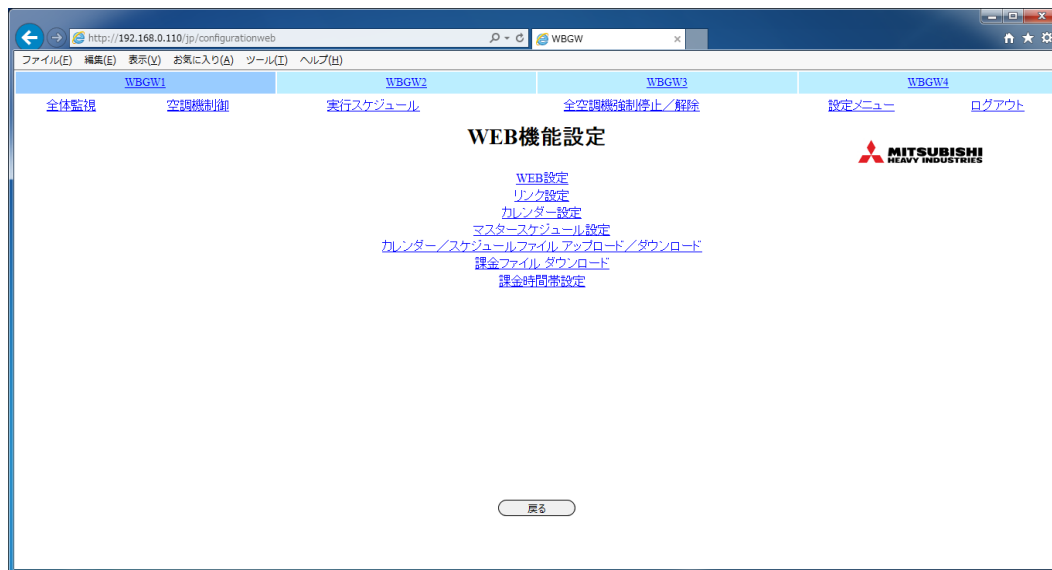 http://192.168.0.110/jp/configurationweb WBGW
ファイル(F) 編集(E) 表示(V) お気に入り(A) ツール(T) ヘルプ(H)
WBGW1 WBGW2 WBGW3 WBGW4
全体監視 空調機制御 実行スケジュール 全空調機強制停止／解除 設定メニュー ログアウト
WEB機能設定
MITSUBISHI
HEAVY INDUSTRIES
WEB設定
リンク設定
カレンダー設定
マスタースケジュール設定
カレンダー／スケジュールファイル アップロード／ダウンロード
課金ファイル ダウンロード
課金時間帯設定
戻る